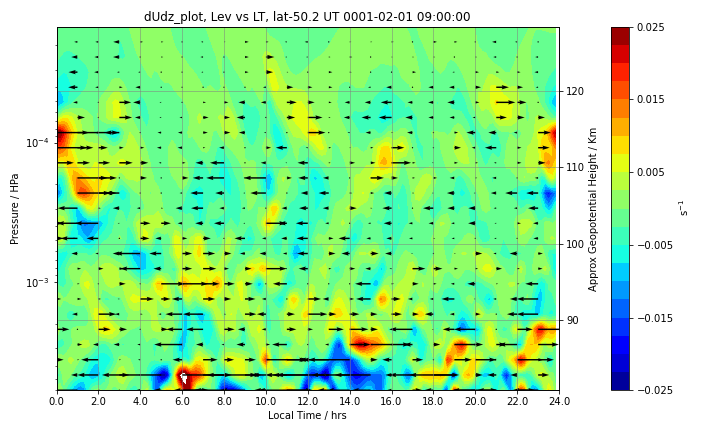 dUdz_plot, Lev vs LT, lat-50.2 UT 0001-02-01 09:00:00
Pressure / HPa
10⁻⁴
10⁻³
0.0 2.0 4.0 6.0 8.0 10.0 12.0 14.0 16.0 18.0 20.0 22.0 24.0
Local Time / hrs
120
110
100
90
Approx Geopotential Height / Km
0.025
0.015
0.005
−0.005
−0.015
−0.025
s⁻¹